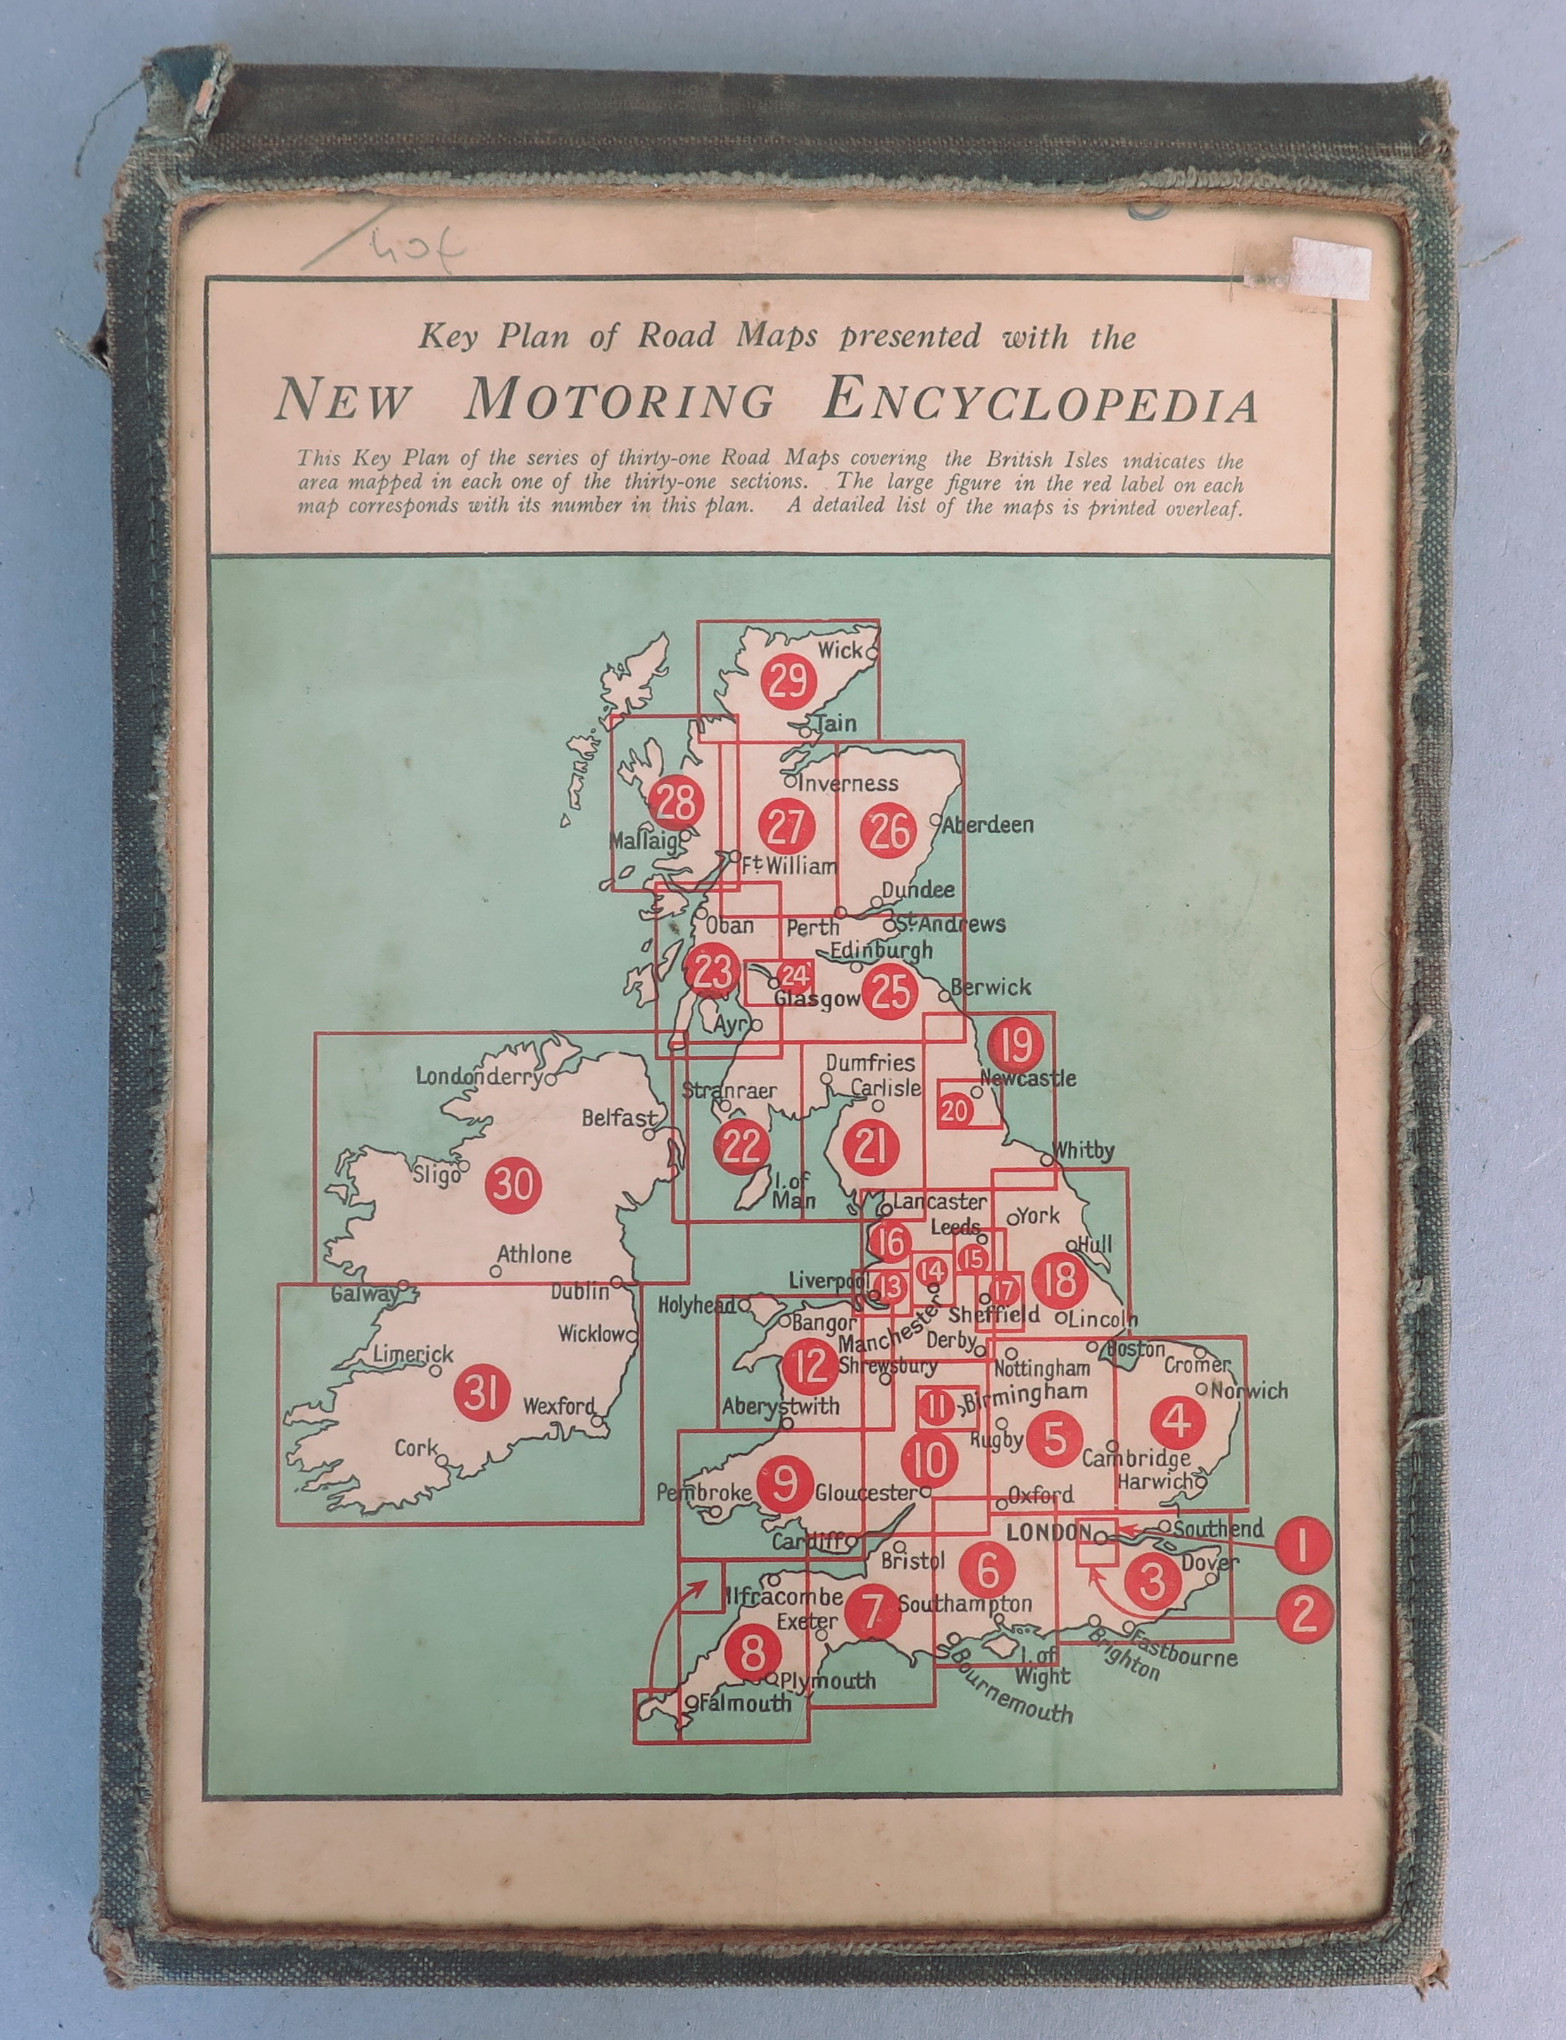 Key Plan of Road Maps presented with the
NEW MOTORING ENCYCLOPEDIA
This Key Plan of the series of thirty-one Road Maps covering the British Isles indicates the
area mapped in each one of the thirty-one sections. The large figure in the red label on each
map corresponds with its number in this plan. A detailed list of the maps is printed overleaf.
Wick
29
Tain
Inverness
28
27
26
Aberdeen
Mallaig
Ft William
Dundee
Oban
Perth
St Andrews
Edinburgh
23
24
25
Glasgow
Berwick
Ayr
19
Londonderry
Dumfries
Newcastle
Stranraer
Carlisle
20
Belfast
22
21
Whitby
Sligo
30
I. of
Man
Lancaster
York
Leeds
Hull
16
15
14
Athlone
18
Liverpool
13
17
Galway
Dublin
Holyhead
Sheffield
Lincoln
Bangor
Manchester
Wicklow
Derby
Boston
Limerick
12
Shrewsbury
Nottingham
Cromer
31
Norwich
Birmingham
11
Wexford
Aberystwith
4
Rugby
5
Cork
10
Cambridge
9
Harwich
Pembroke
Gloucester
Oxford
LONDON
Southend
1
Cardiff
Bristol
6
3
Dover
Ilfracombe
7
Southampton
2
Exeter
8
Brighton
Eastbourne
I. of
Wight
Plymouth
Bournemouth
Falmouth